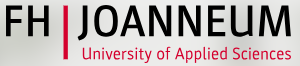 FH JOANNEUM
University of Applied Sciences